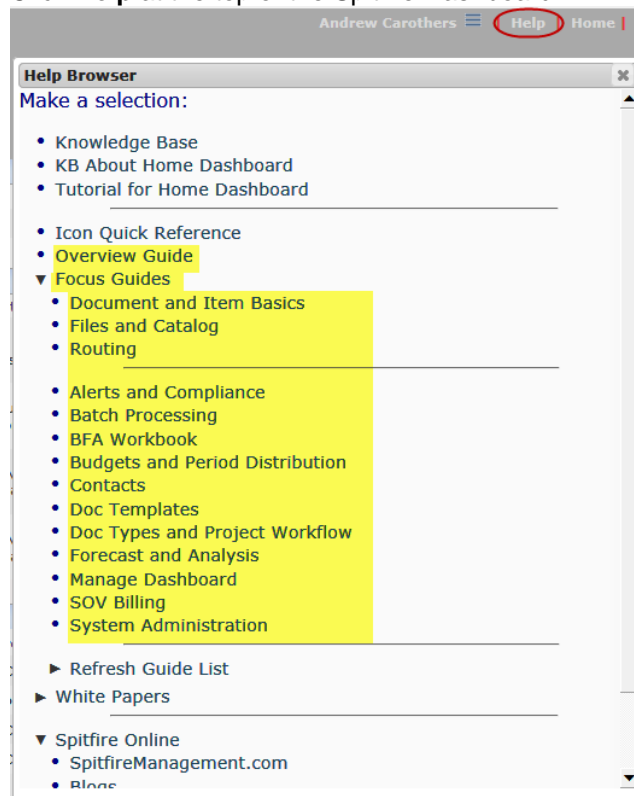 Andrew Carothers ☰ | Help | Home |
Help Browser
Make a selection:
• Knowledge Base
• KB About Home Dashboard
• Tutorial for Home Dashboard
• Icon Quick Reference
• Overview Guide
▼ Focus Guides
• Document and Item Basics
• Files and Catalog
• Routing
• Alerts and Compliance
• Batch Processing
• BFA Workbook
• Budgets and Period Distribution
• Contacts
• Doc Templates
• Doc Types and Project Workflow
• Forecast and Analysis
• Manage Dashboard
• SOV Billing
• System Administration
► Refresh Guide List
► White Papers
▼ Spitfire Online
• SpitfireManagement.com
• Blogs